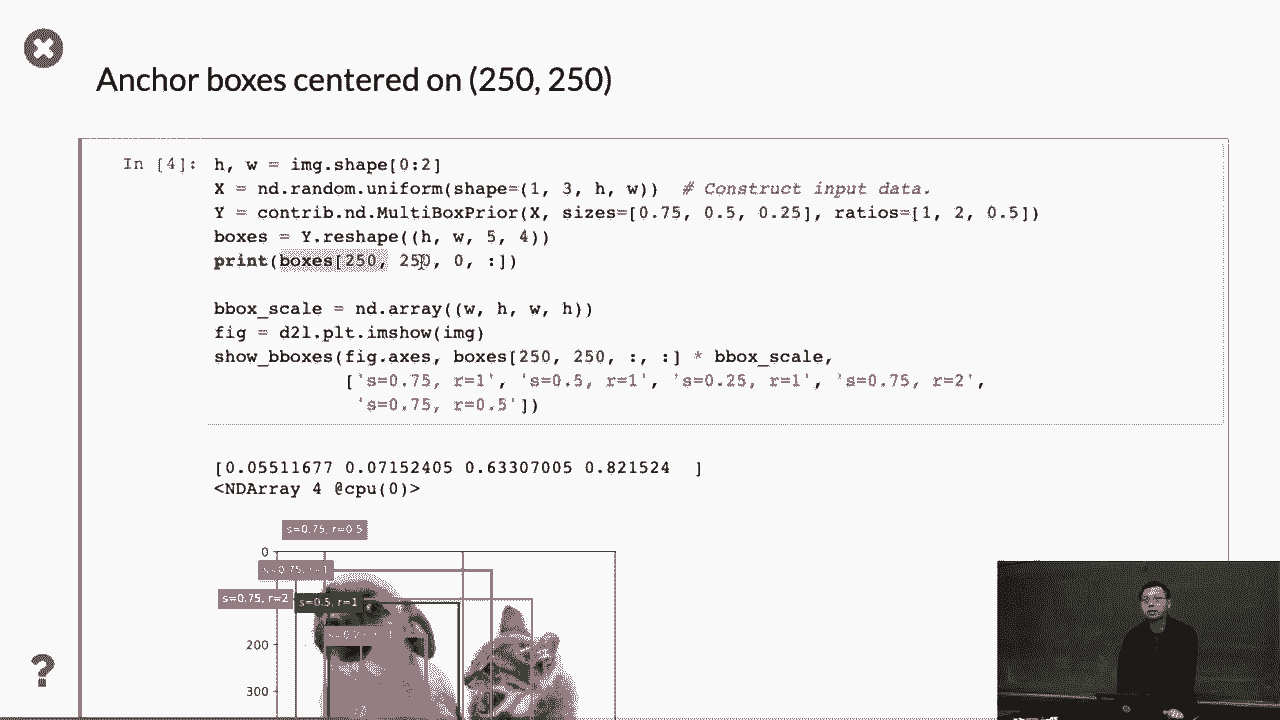 Anchor boxes centered on (250, 250)
In [4]: h, w = img.shape[0:2]
X = nd.random.uniform(shape=(1, 3, h, w))  # Construct input data.
Y = contrib.nd.MultiBoxPrior(X, sizes=[0.75, 0.5, 0.25], ratios=[1, 2, 0.5])
boxes = Y.reshape((h, w, 5, 4))
print(boxes[250, 250, 0, :])
bbox_scale = nd.array((w, h, w, h))
fig = d2l.plt.imshow(img)
show_bboxes(fig.axes, boxes[250, 250, :, :] * bbox_scale,
['s=0.75, r=1', 's=0.5, r=1', 's=0.25, r=1', 's=0.75, r=2',
's=0.75, r=0.5'])
[0.05511677 0.07152405 0.63307005 0.821524  ]
<NDArray 4 @cpu(0)>
s=0.75, r=0.5
0
s=0.75, r=1
s=0.75, r=2
s=0.5, r=1
200
300
?